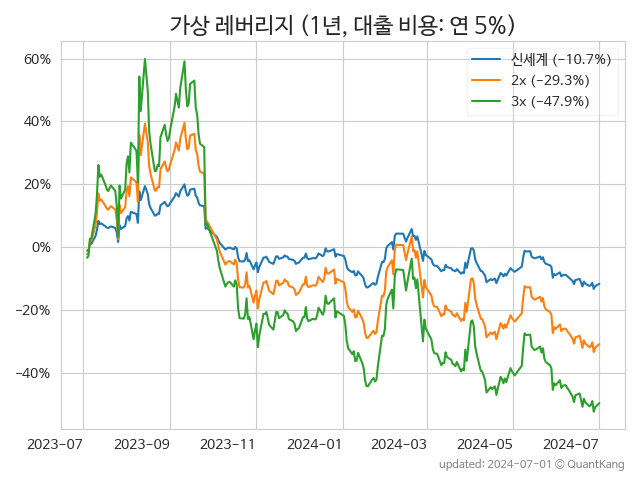 가상 레버리지 (1년, 대출 비용: 연 5%)
신세계 (−10.7%)
2x (−29.3%)
3x (−47.9%)
60%
40%
20%
0%
−20%
−40%
2023-07
2023-09
2023-11
2024-01
2024-03
2024-05
2024-07
updated: 2024-07-01 © QuantKang